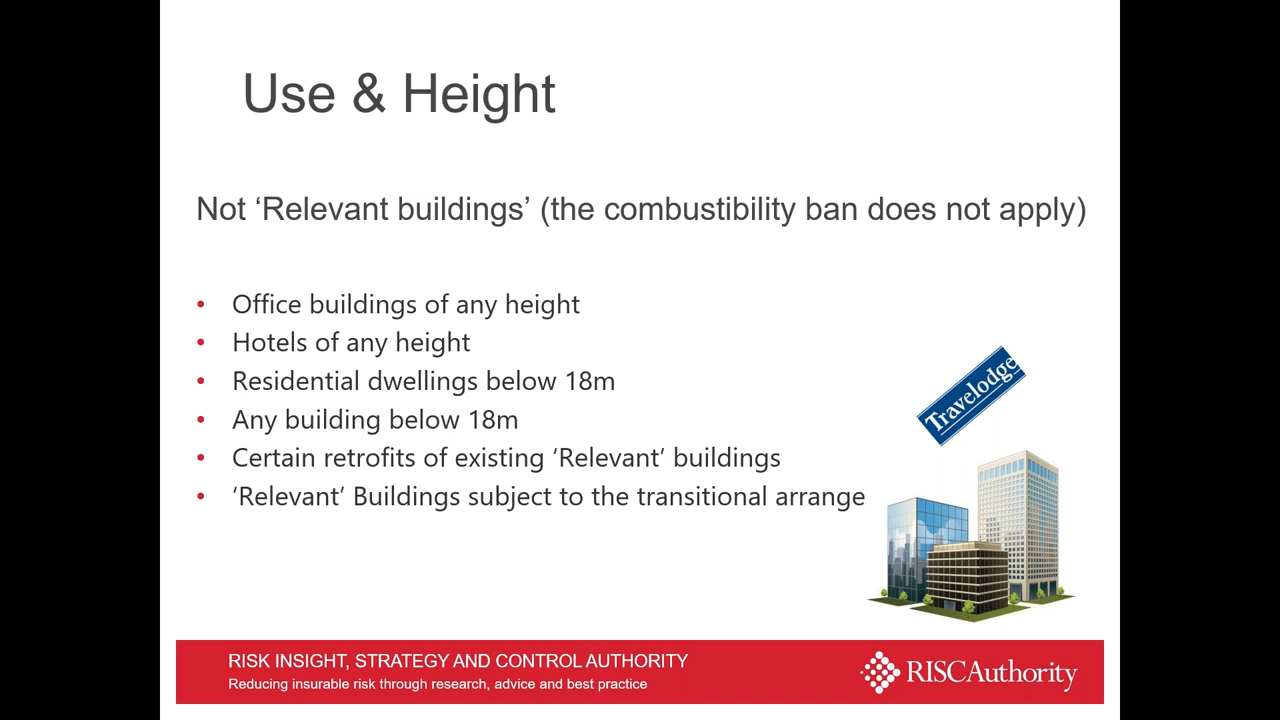 Use & Height
Not ‘Relevant buildings’ (the combustibility ban does not apply)
• Office buildings of any height
• Hotels of any height
• Residential dwellings below 18m
• Any building below 18m
• Certain retrofits of existing ‘Relevant’ buildings
• ‘Relevant’ Buildings subject to the transitional arrange
Travelodge
RISK INSIGHT, STRATEGY AND CONTROL AUTHORITY
Reducing insurable risk through research, advice and best practice
RISCAuthority